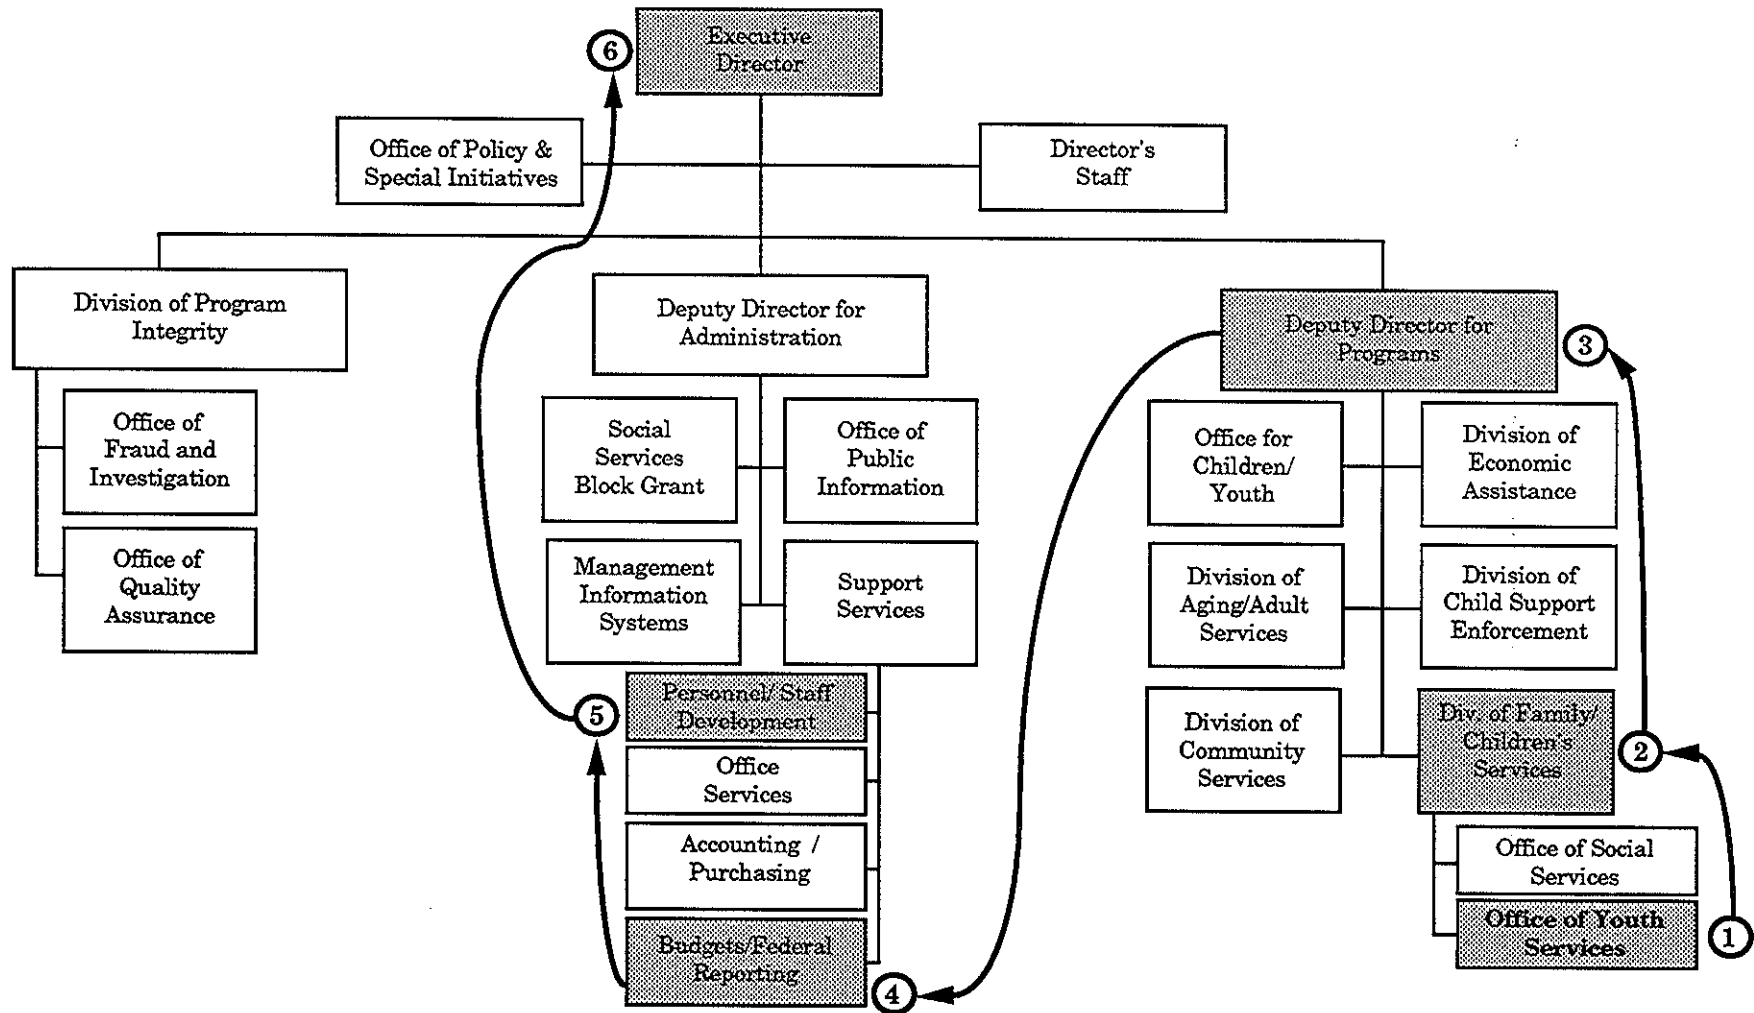 6
Executive
Director
Office of Policy &
Special Initiatives
Director's
Staff
Division of Program
Integrity
Office of
Fraud and
Investigation
Office of
Quality
Assurance
Deputy Director for
Administration
Social
Services
Block Grant
Office of
Public
Information
Management
Information
Systems
Support
Services
5
Personnel/ Staff
Development
Office
Services
Accounting /
Purchasing
Budgets/Federal
Reporting
4
Deputy Director for
Programs
3
Office for
Children/
Youth
Division of
Economic
Assistance
Division of
Aging/Adult
Services
Division of
Child Support
Enforcement
Division of
Community
Services
Div. of Family/
Children's
Services
2
Office of Social
Services
Office of Youth
Services
1